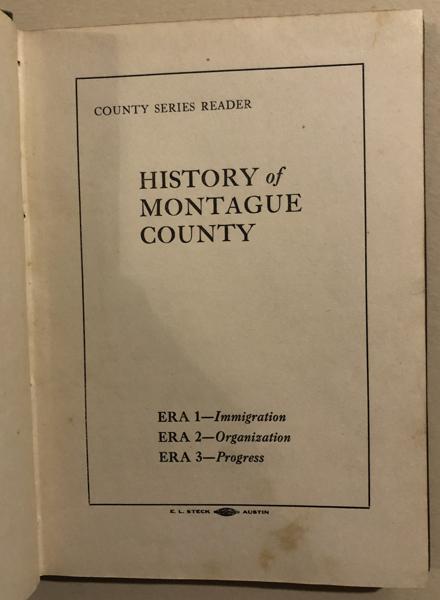 COUNTY SERIES READER
HISTORY of
MONTAGUE
COUNTY
ERA 1—Immigration
ERA 2—Organization
ERA 3—Progress
E. L. STECK AUSTIN